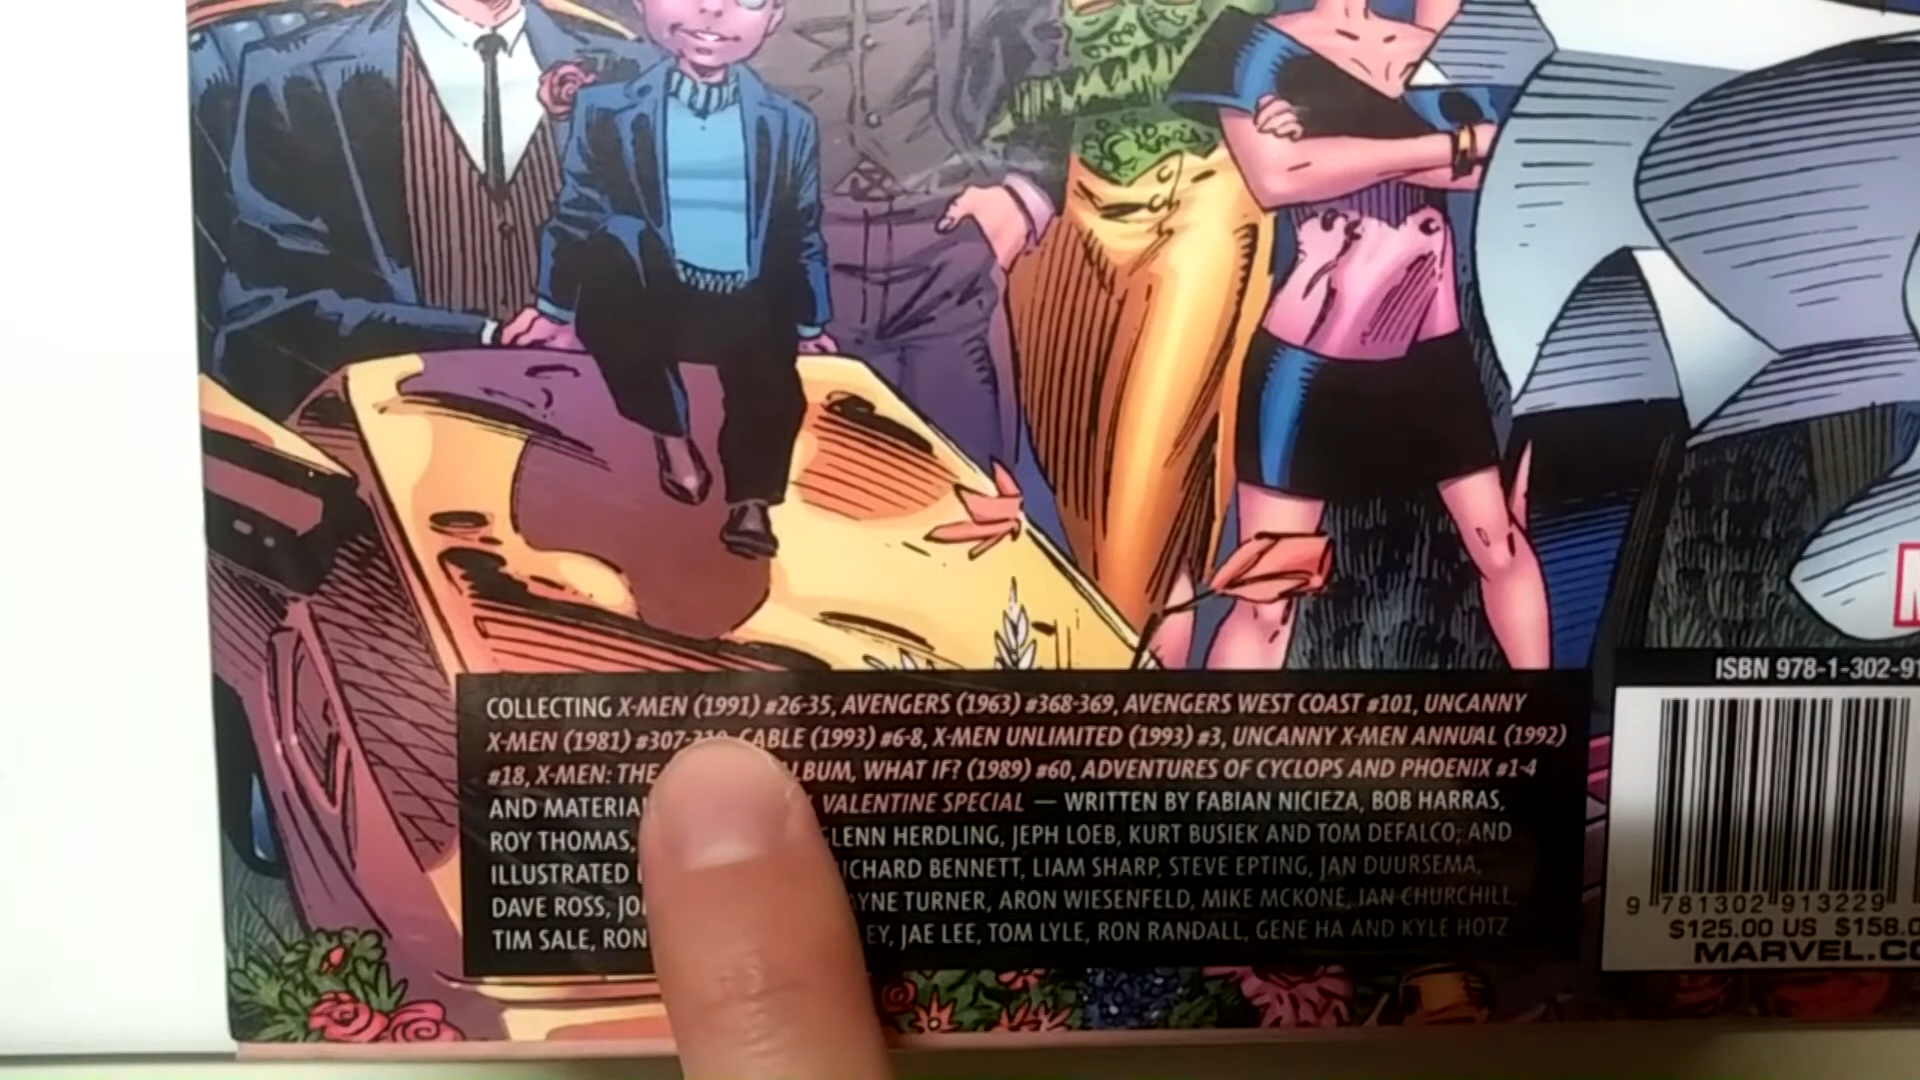 COLLECTING X-MEN (1991) #26-35, AVENGERS (1963) #368-369, AVENGERS WEST COAST #101, UNCANNY
X-MEN (1981) #307-310, CABLE (1993) #6-8, X-MEN UNLIMITED (1993) #3, UNCANNY X-MEN ANNUAL (1992)
#18, X-MEN: THE ALBUM, WHAT IF? (1989) #60, ADVENTURES OF CYCLOPS AND PHOENIX #1-4
AND VALENTINE SPECIAL — WRITTEN BY FABIAN NICIEZA, BOB HARRAS,
ROY THOMAS, GLENN HERDLING, JEPH LOEB, KURT BUSIEK AND TOM DEFALCO; AND
ILLUSTRATED RICHARD BENNETT, LIAM SHARP, STEVE EPTING, JAN DUURSEMA,
DAVE ROSS, TURNER, ARON WIESENFELD, MIKE MCKONE, IAN CHURCHILL,
TIM SALE, RON JAE LEE, TOM LYLE, RON RANDALL, GENE HA AND KYLE HOTZ
ISBN 978-1-302-91
9 781302 913229
$125.00 US $158.0
MARVEL.CO